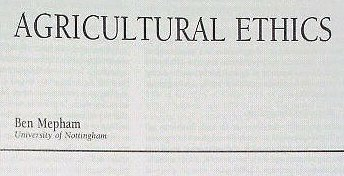 AGRICULTURAL ETHICS
Ben Mepham
University of Nottingham